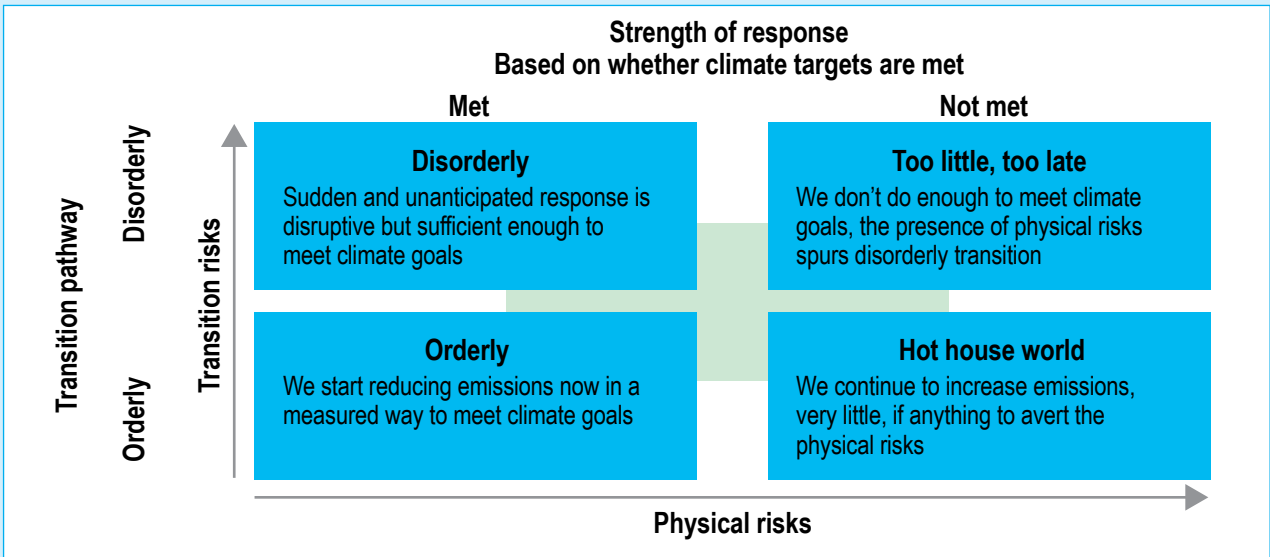 Strength of response
Based on whether climate targets are met
Met
Not met
Transition pathway
Disorderly
Orderly
Transition risks
Disorderly
Sudden and unanticipated response is
disruptive but sufficient enough to
meet climate goals
Too little, too late
We don’t do enough to meet climate
goals, the presence of physical risks
spurs disorderly transition
Orderly
We start reducing emissions now in a
measured way to meet climate goals
Hot house world
We continue to increase emissions,
very little, if anything to avert the
physical risks
Physical risks